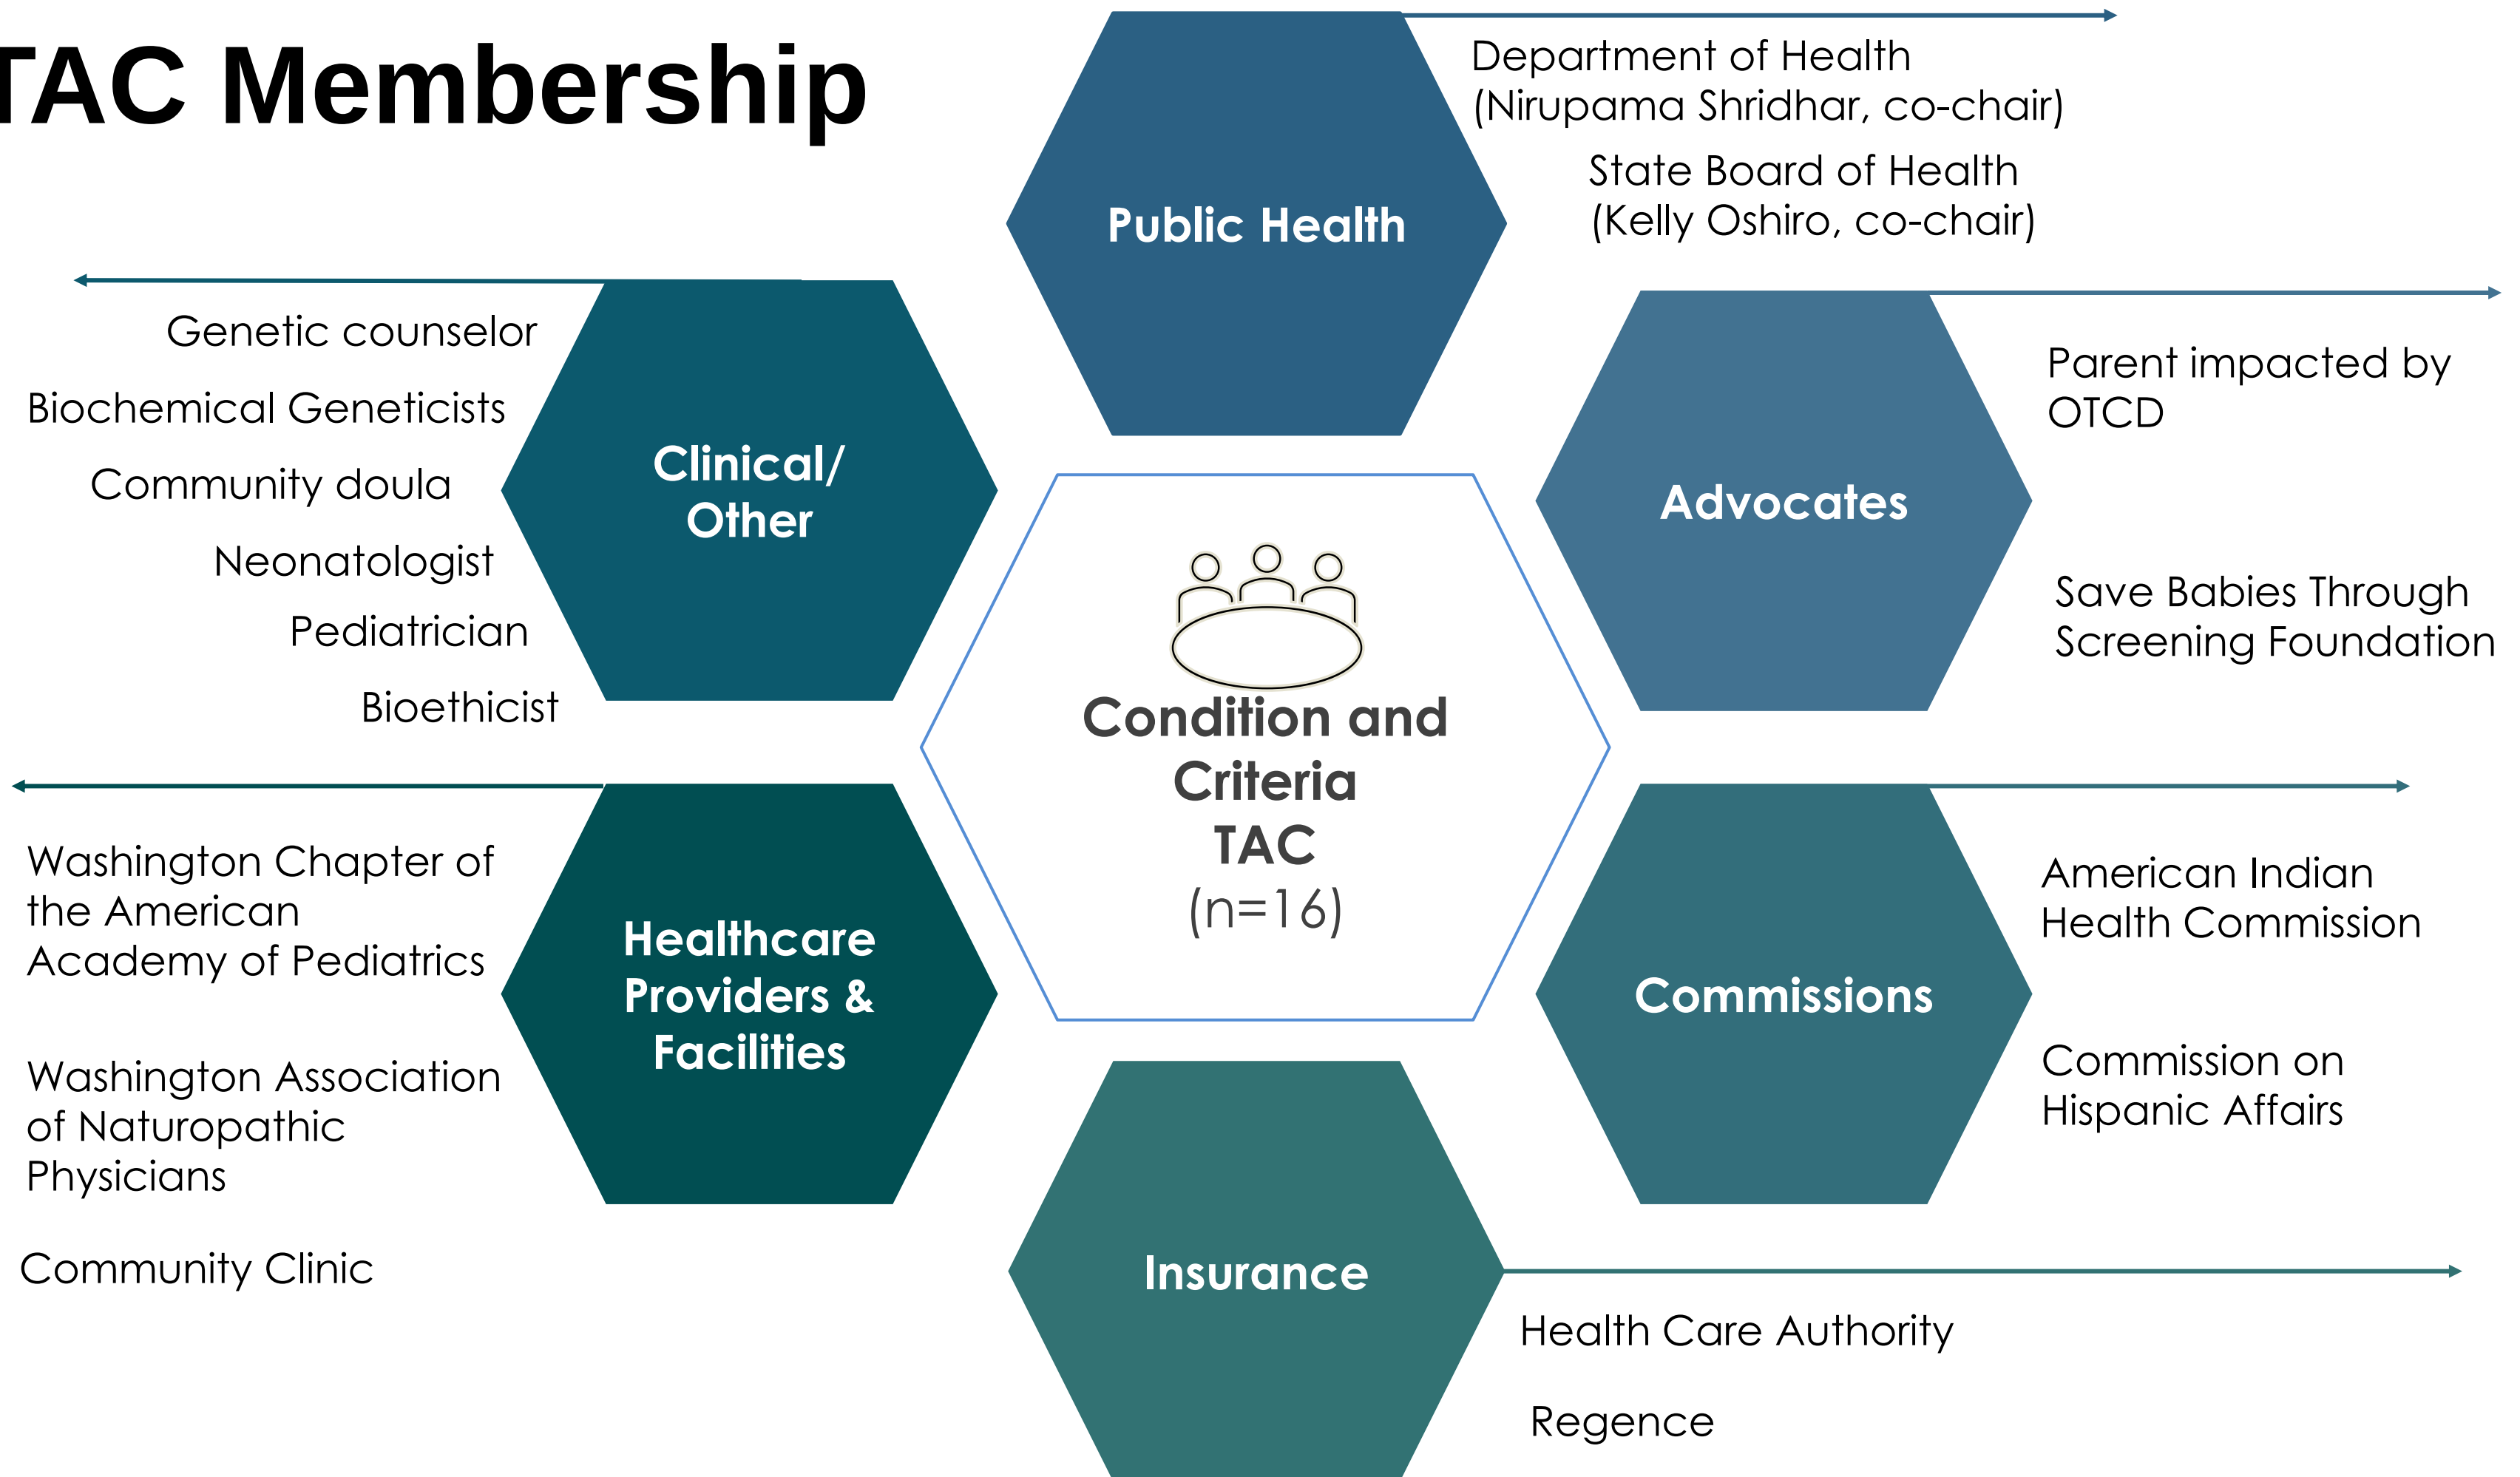 TAC Membership
Public Health
Department of Health
(Nirupama Shridhar, co-chair)
State Board of Health
(Kelly Oshiro, co-chair)
Clinical/
Other
Genetic counselor
Biochemical Geneticists
Community doula
Neonatologist
Pediatrician
Bioethicist
Advocates
Parent impacted by
OTCD
Save Babies Through
Screening Foundation
Condition and
Criteria
TAC
(n=16)
Healthcare
Providers &
Facilities
Washington Chapter of
the American
Academy of Pediatrics
Washington Association
of Naturopathic
Physicians
Community Clinic
Commissions
American Indian
Health Commission
Commission on
Hispanic Affairs
Insurance
Health Care Authority
Regence